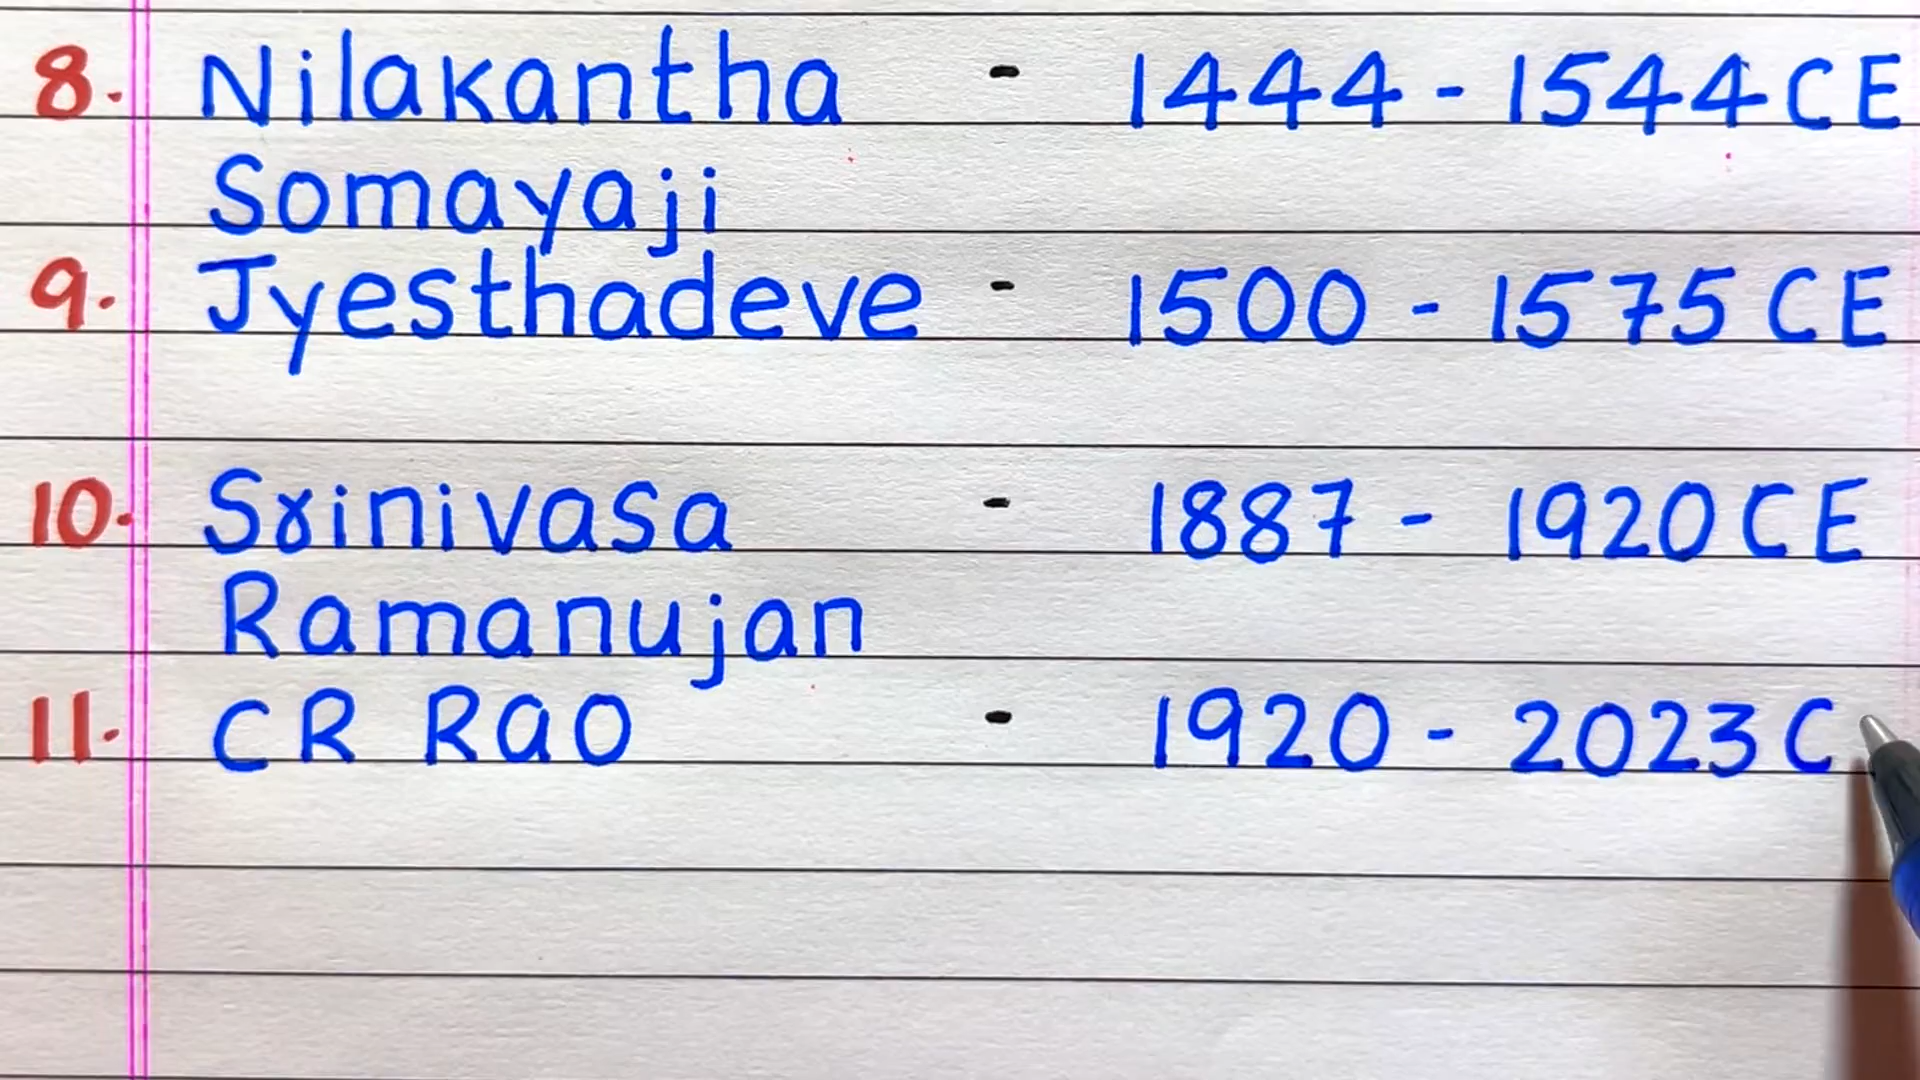 8. Nilakantha - 1444 - 1544 CE
Somayaji
9. Jyesthadeve - 1500 - 1575 CE
10. Srinivasa - 1887 - 1920 CE
Ramanujan
11. CR Rao - 1920 - 2023 C